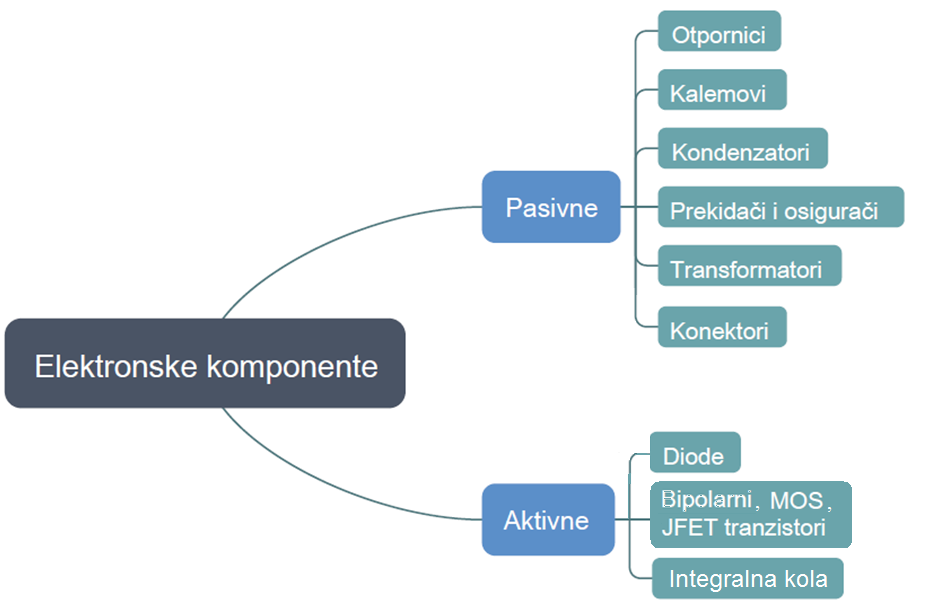 Otpornici
Kalemovi
Kondenzatori
Pasivne
Prekidači i osigurači
Transformatori
Konektori
Elektronske komponente
Diode
Bipolarni, MOS,
JFET tranzistori
Aktivne
Integralna kola